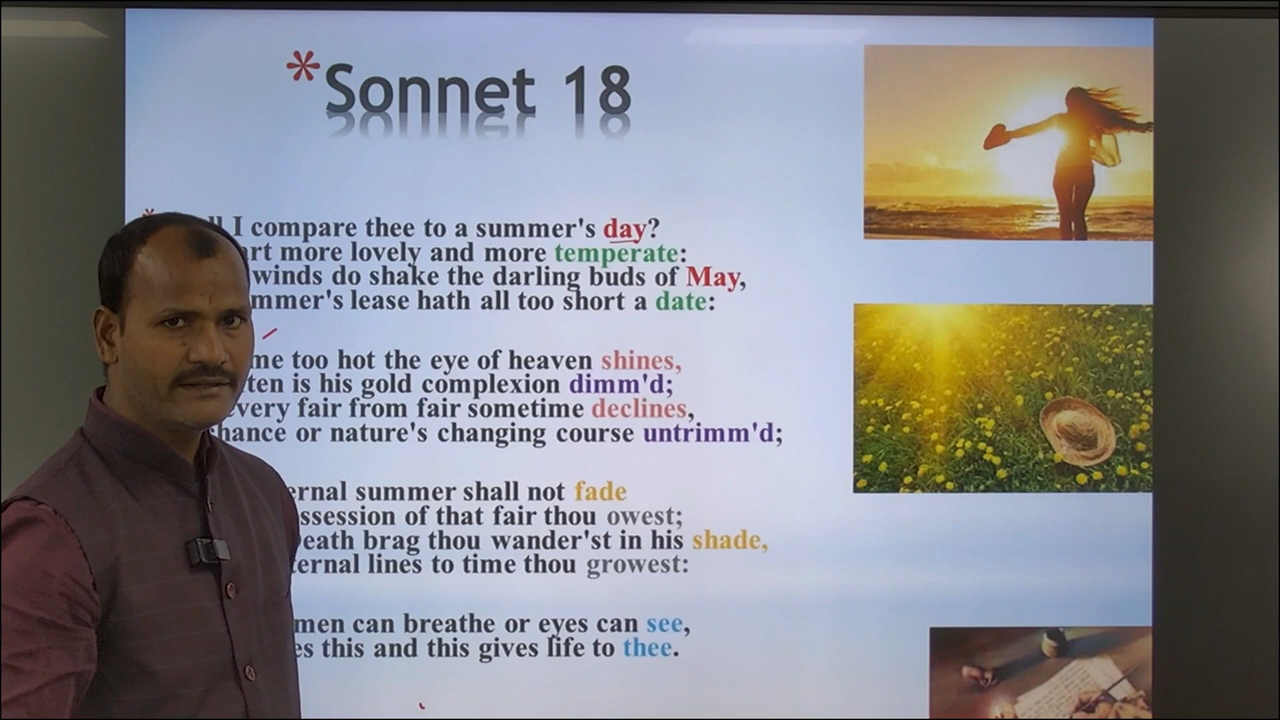 *Sonnet 18
* ll I compare thee to a summer's day?
art more lovely and more temperate:
winds do shake the darling buds of May,
mmer's lease hath all too short a date:
me too hot the eye of heaven shines,
ten is his gold complexion dimm'd;
every fair from fair sometime declines,
hance or nature's changing course untrimm'd;
ernal summer shall not fade
ssession of that fair thou owest;
eath brag thou wander'st in his shade,
ternal lines to time thou growest:
men can breathe or eyes can see,
es this and this gives life to thee.